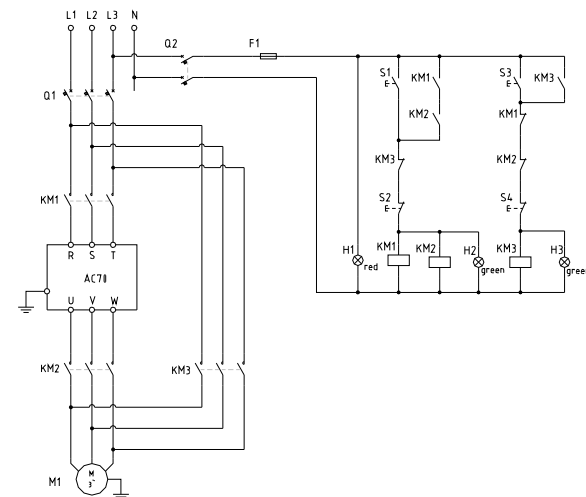 L1 L2 L3 N
Q2 F1
Q1
S1 KM1 S3 KM3
KM2 KM1
KM3 KM2
KM1
S2 S4
R S T
AC70
H1 red KM1 KM2 H2 green KM3 H3 green
U V W
KM2 KM3
M1 M 3~